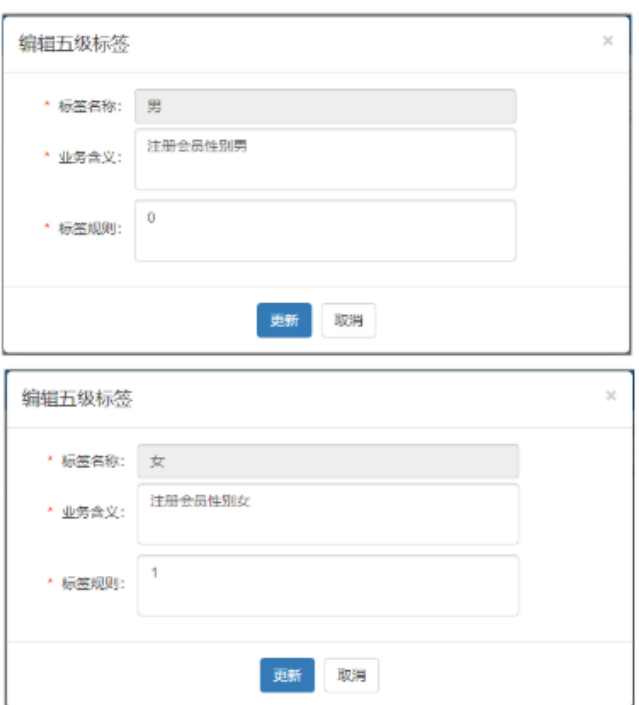 编辑五级标签 ×
* 标签名称： 男
* 业务含义： 注册会员性别男
* 标签规则： 0
更新 取消
编辑五级标签 ×
* 标签名称： 女
* 业务含义： 注册会员性别女
* 标签规则： 1
更新 取消